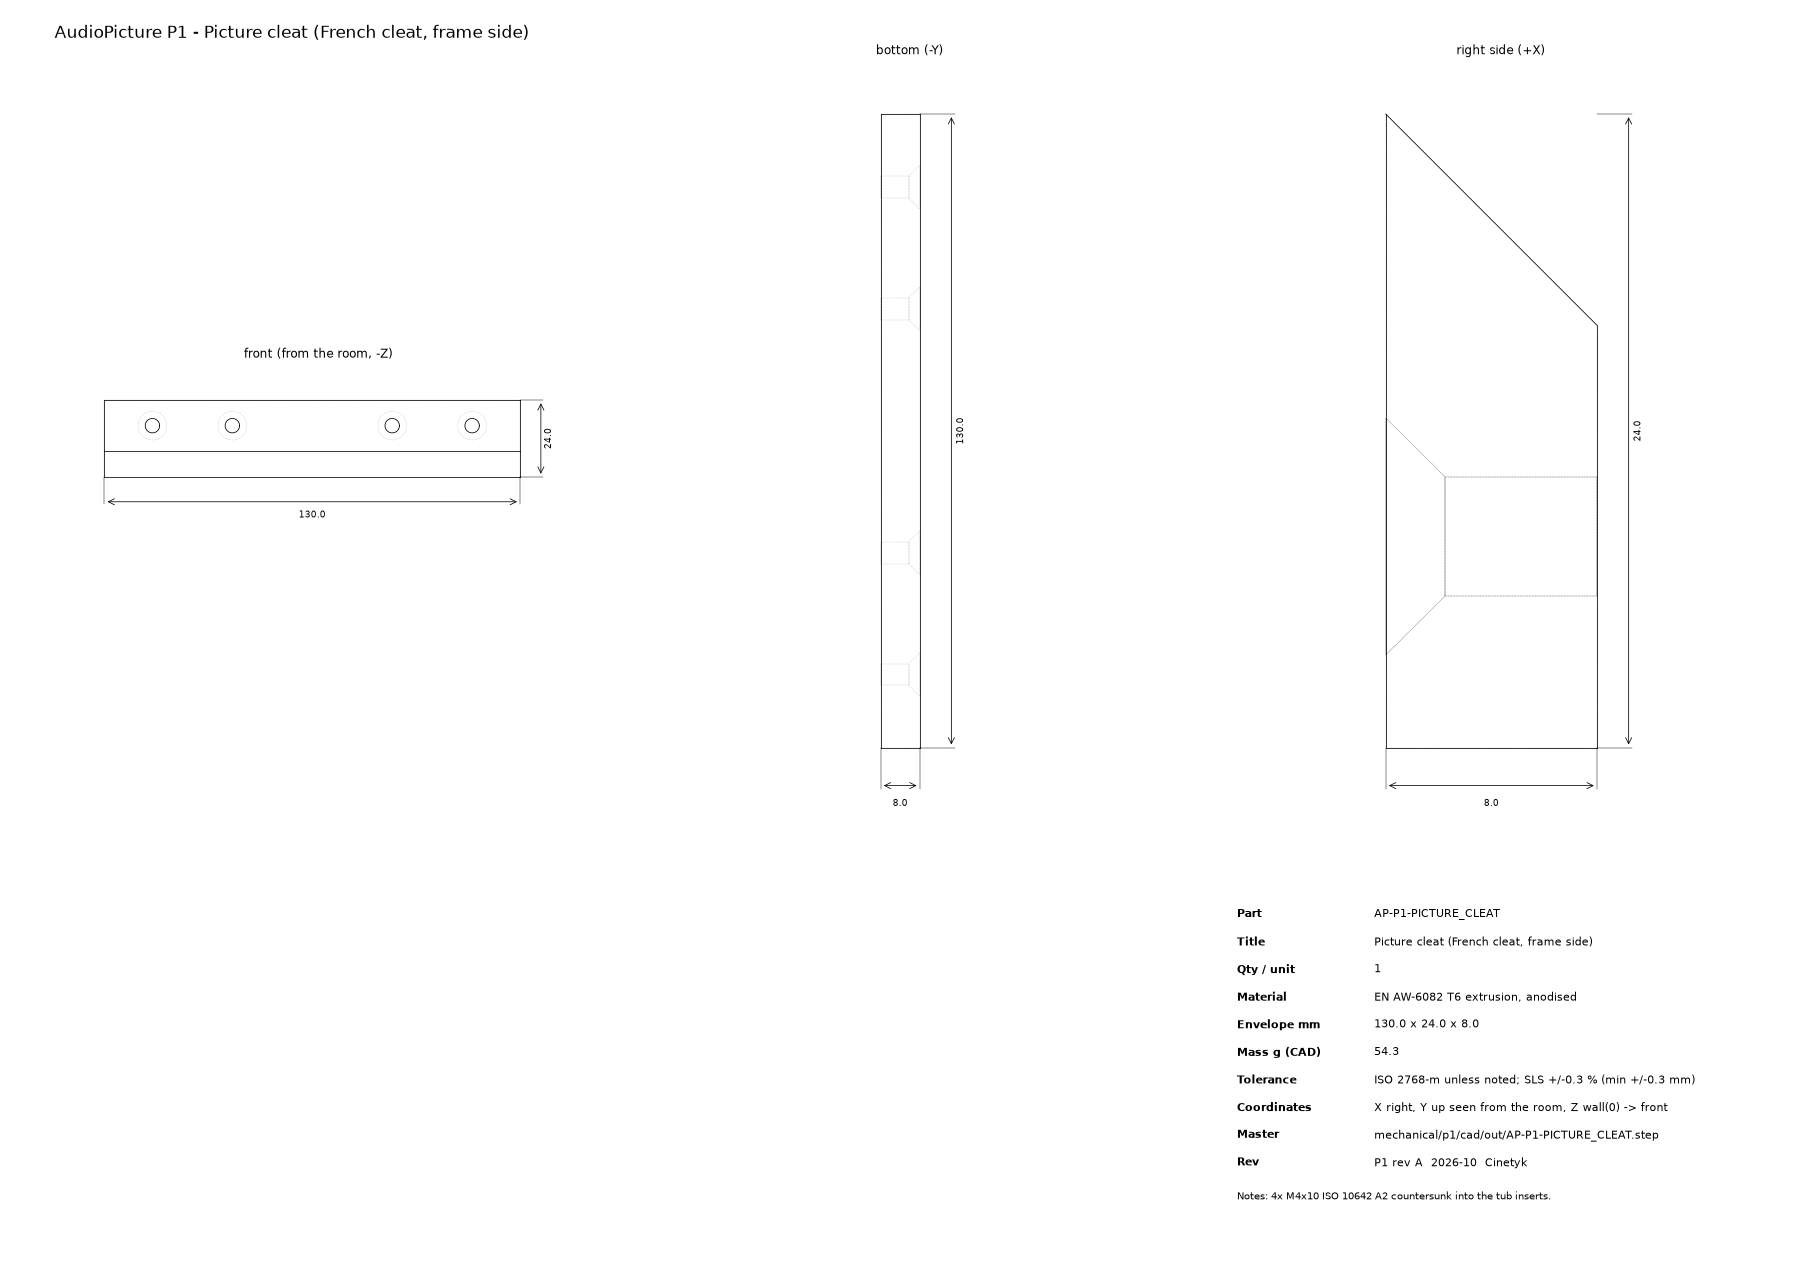 AudioPicture P1 - Picture cleat (French cleat, frame side)
bottom (-Y)
right side (+X)
front (from the room, -Z)
24.0
130.0
130.0
8.0
24.0
8.0
Part AP-P1-PICTURE_CLEAT
Title Picture cleat (French cleat, frame side)
Qty / unit 1
Material EN AW-6082 T6 extrusion, anodised
Envelope mm 130.0 x 24.0 x 8.0
Mass g (CAD) 54.3
Tolerance ISO 2768-m unless noted; SLS +/-0.3 % (min +/-0.3 mm)
Coordinates X right, Y up seen from the room, Z wall(0) -> front
Master mechanical/p1/cad/out/AP-P1-PICTURE_CLEAT.step
Rev P1 rev A 2026-10 Cinetyk
Notes: 4x M4x10 ISO 10642 A2 countersunk into the tub inserts.